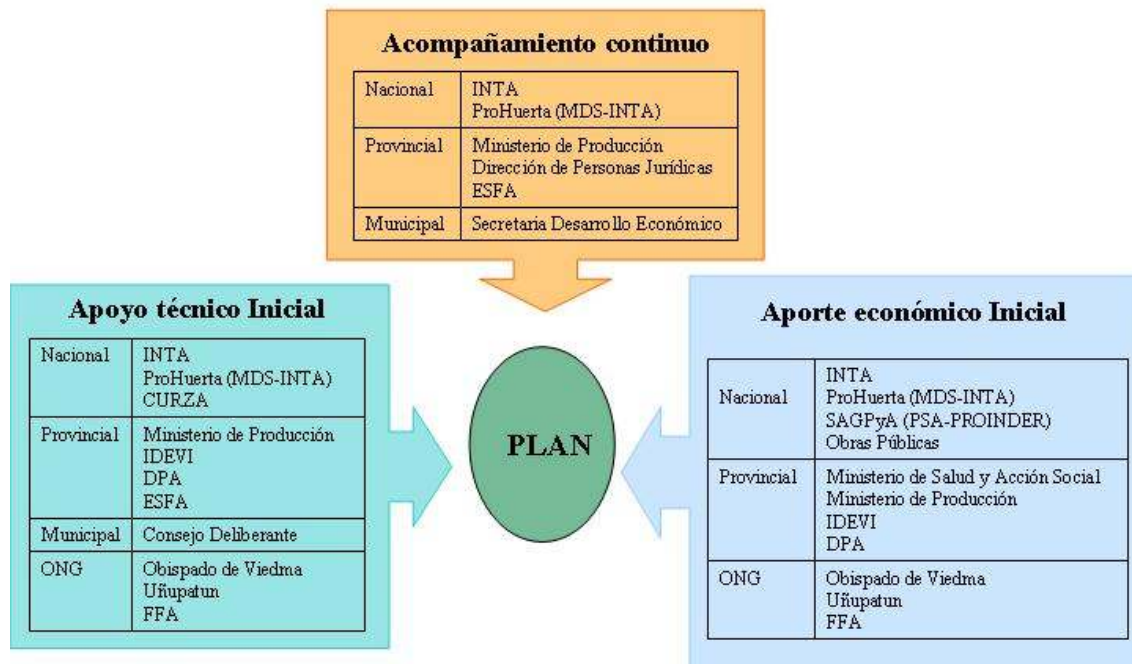 Acompañamiento continuo
Nacional INTA
ProHuerta (MDS-INTA)
Provincial Ministerio de Producción
Dirección de Personas Jurídicas
ESFA
Municipal Secretaria Desarrollo Económico
Apoyo técnico Inicial
Nacional INTA
ProHuerta (MDS-INTA)
CURZA
Provincial Ministerio de Producción
IDEVI
DPA
ESFA
Municipal Consejo Deliberante
ONG Obispado de Viedma
Uñupatun
FFA
PLAN
Aporte económico Inicial
Nacional INTA
ProHuerta (MDS-INTA)
SAGPyA (PSA-PROINDER)
Obras Públicas
Provincial Ministerio de Salud y Acción Social
Ministerio de Producción
IDEVI
DPA
ONG Obispado de Viedma
Uñupatun
FFA